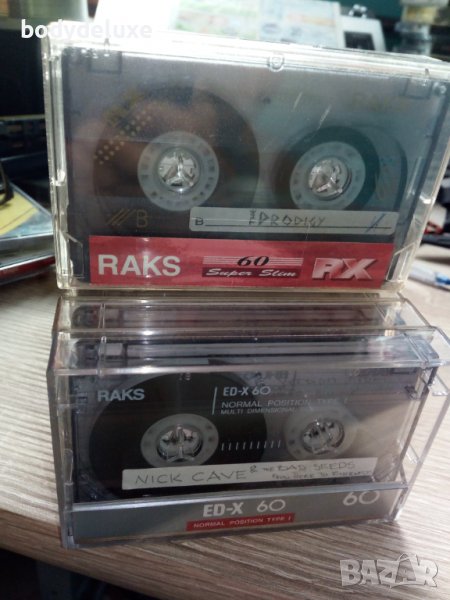 bodydeluxe
B
B
PRODIGY
RAKS
60
Super Slim
RX
RAKS
ED-X 60
NORMAL POSITION TYPE I
MULTI DIMENSIONAL
60
NICK CAVE & THE BAD SEEDS
ED-X 60
60
NORMAL POSITION TYPE I
BAZAR